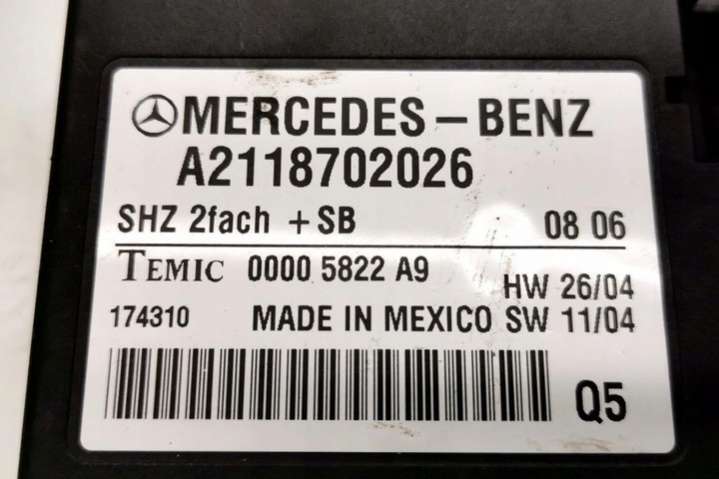 MERCEDES-BENZ
A2118702026
SHZ 2fach +SB 08 06
TEMIC 0000 5822 A9 HW 26/04
174310 MADE IN MEXICO SW 11/04
Q5